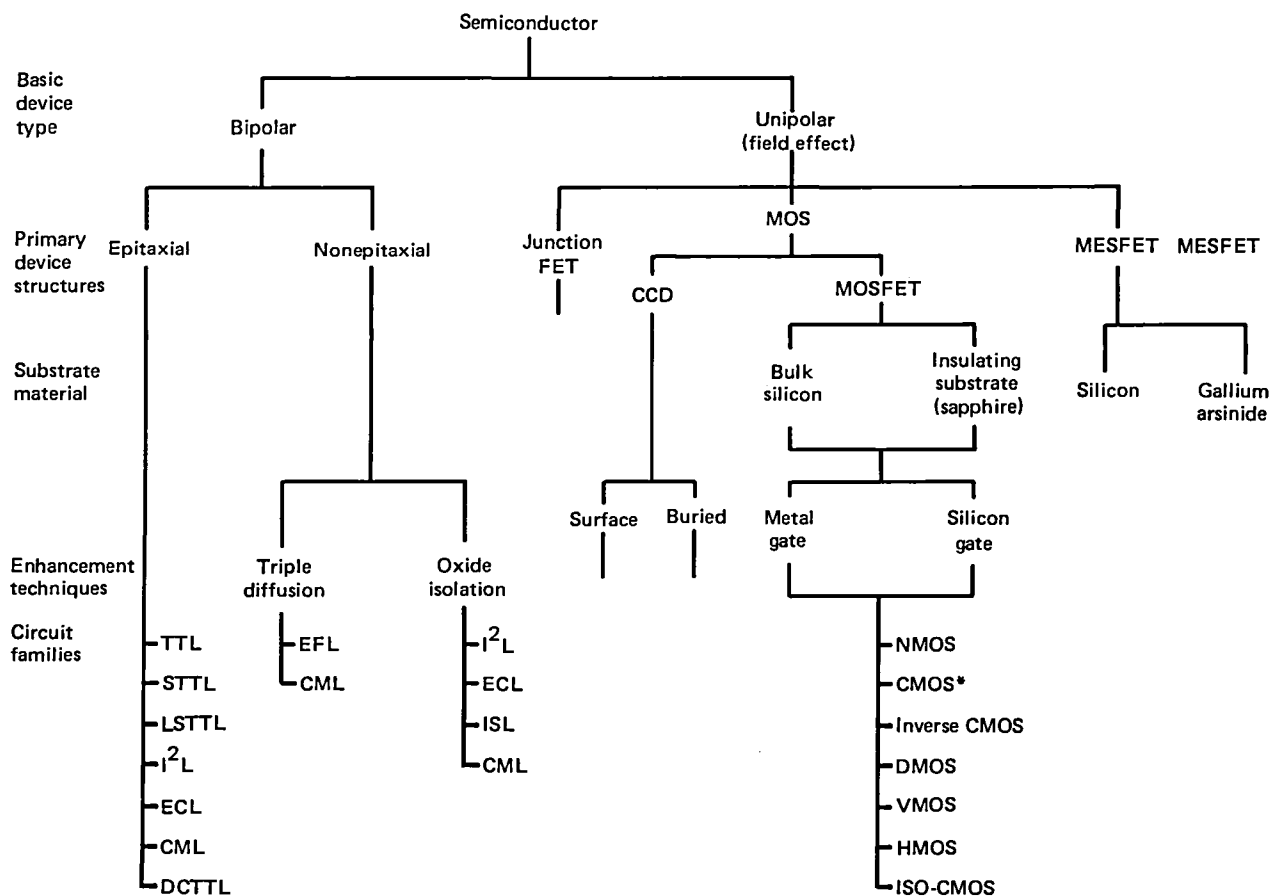 Semiconductor
Basic
device
type
Bipolar
Unipolar
(field effect)
Primary
device
structures
Epitaxial
Nonepitaxial
Junction
FET
MOS
CCD
MOSFET
MESFET
MESFET
Substrate
material
Bulk
silicon
Insulating
substrate
(sapphire)
Silicon
Gallium
arsinide
Surface
Buried
Metal
gate
Silicon
gate
Enhancement
techniques
Triple
diffusion
Oxide
isolation
Circuit
families
TTL
STTL
LSTTL
I²L
ECL
CML
DCTTL
EFL
CML
I²L
ECL
ISL
CML
NMOS
CMOS*
Inverse CMOS
DMOS
VMOS
HMOS
ISO-CMOS